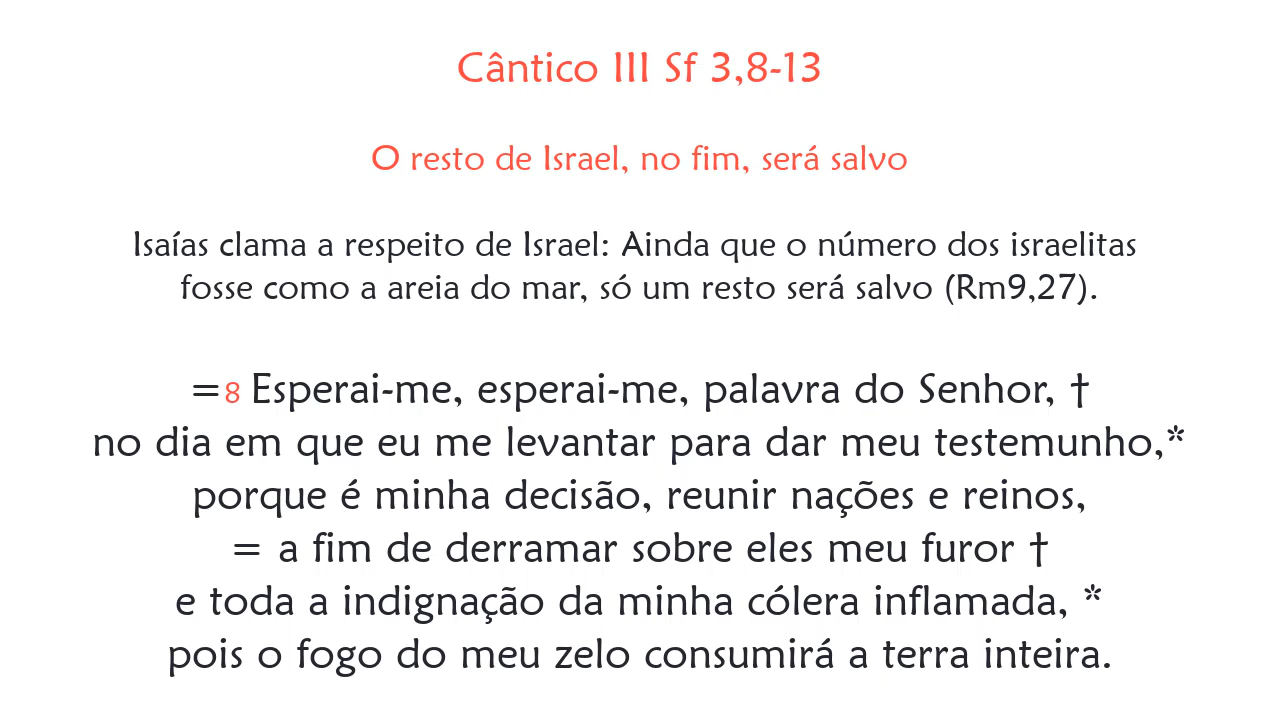 Cântico III Sf 3,8-13
O resto de Israel, no fim, será salvo
Isaías clama a respeito de Israel: Ainda que o número dos israelitas
fosse como a areia do mar, só um resto será salvo (Rm9,27).
=8 Esperai-me, esperai-me, palavra do Senhor, †
no dia em que eu me levantar para dar meu testemunho,*
porque é minha decisão, reunir nações e reinos,
= a fim de derramar sobre eles meu furor †
e toda a indignação da minha cólera inflamada, *
pois o fogo do meu zelo consumirá a terra inteira.